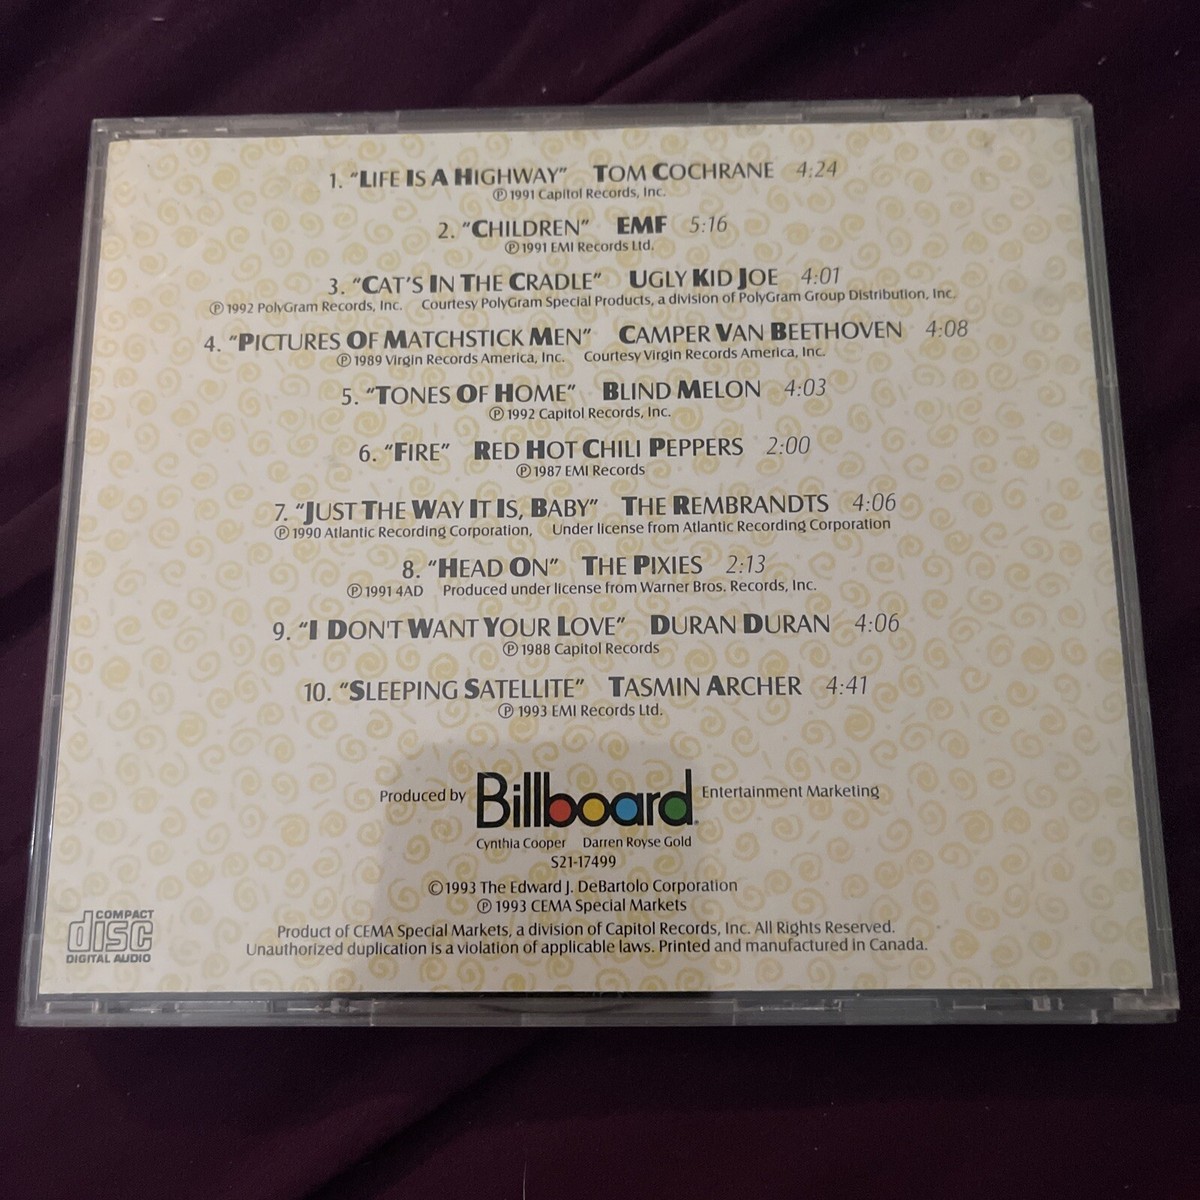 1. "LIFE IS A HIGHWAY" TOM COCHRANE 4:24
℗ 1991 Capitol Records, Inc.
2. "CHILDREN" EMF 5:16
℗ 1991 EMI Records Ltd.
3. "CAT'S IN THE CRADLE" UGLY KID JOE 4:01
℗ 1992 PolyGram Records, Inc. Courtesy PolyGram Special Products, a division of PolyGram Group Distribution, Inc.
4. "PICTURES OF MATCHSTICK MEN" CAMPER VAN BEETHOVEN 4:08
℗ 1989 Virgin Records America, Inc. Courtesy Virgin Records America, Inc.
5. "TONES OF HOME" BLIND MELON 4:03
℗ 1992 Capitol Records, Inc.
6. "FIRE" RED HOT CHILI PEPPERS 2:00
℗ 1987 EMI Records
7. "JUST THE WAY IT IS, BABY" THE REMBRANDTS 4:06
℗ 1990 Atlantic Recording Corporation, Under license from Atlantic Recording Corporation
8. "HEAD ON" THE PIXIES 2:13
℗ 1991 4AD Produced under license from Warner Bros. Records, Inc.
9. "I DON'T WANT YOUR LOVE" DURAN DURAN 4:06
℗ 1988 Capitol Records
10. "SLEEPING SATELLITE" TASMIN ARCHER 4:41
℗ 1993 EMI Records Ltd.
Produced by Billboard® Entertainment Marketing
Cynthia Cooper Darren Royse Gold
S21-17499
©1993 The Edward J. DeBartolo Corporation
℗ 1993 CEMA Special Markets
Product of CEMA Special Markets, a division of Capitol Records, Inc. All Rights Reserved.
Unauthorized duplication is a violation of applicable laws. Printed and manufactured in Canada.
COMPACT
disc
DIGITAL AUDIO